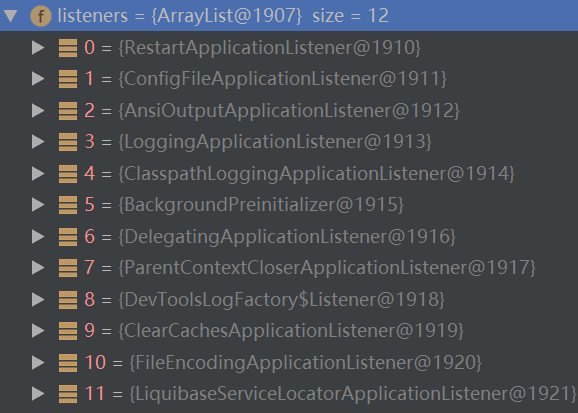 f listeners = {ArrayList@1907} size = 12
0 = {RestartApplicationListener@1910}
1 = {ConfigFileApplicationListener@1911}
2 = {AnsiOutputApplicationListener@1912}
3 = {LoggingApplicationListener@1913}
4 = {ClasspathLoggingApplicationListener@1914}
5 = {BackgroundPreinitializer@1915}
6 = {DelegatingApplicationListener@1916}
7 = {ParentContextCloserApplicationListener@1917}
8 = {DevToolsLogFactory$Listener@1918}
9 = {ClearCachesApplicationListener@1919}
10 = {FileEncodingApplicationListener@1920}
11 = {LiquibaseServiceLocatorApplicationListener@1921}